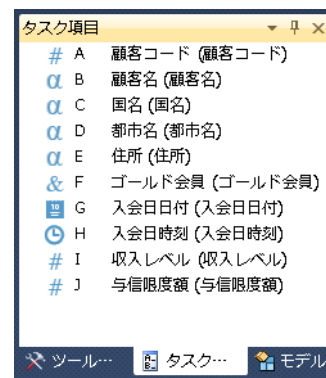 タスク項目
# A 顧客コード (顧客コード)
α B 顧客名 (顧客名)
α C 国名 (国名)
α D 都市名 (都市名)
α E 住所 (住所)
& F ゴールド会員 (ゴールド会員)
G 入会日日付 (入会日日付)
H 入会日時刻 (入会日時刻)
# I 収入レベル (収入レベル)
# J 与信限度額 (与信限度額)
ツール… タスク… モデル